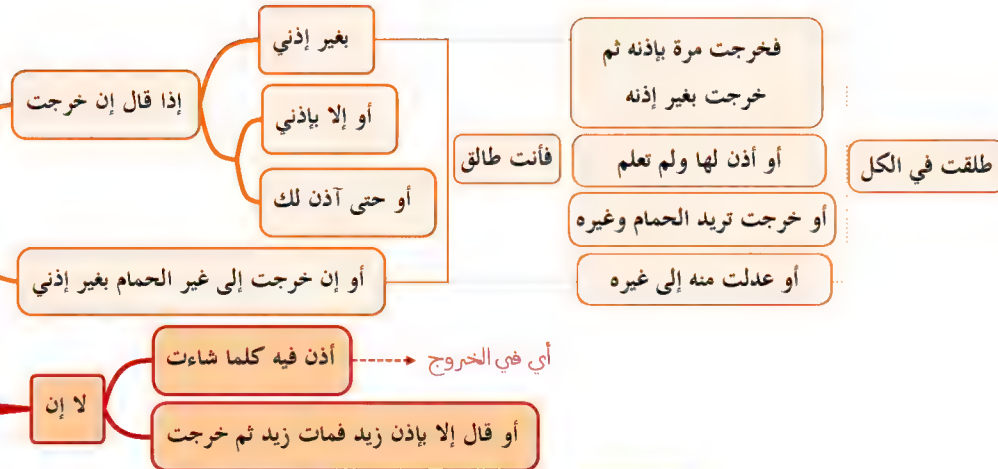 إذا قال إن خرجت
بغير إذني
أو إلا بإذني
أو حتى آذن لك
أو إن خرجت إلى غير الحمام بغير إذني
فأنت طالق
فخرجت مرة بإذنه ثم
خرجت بغير إذنه
أو أذن لها ولم تعلم
أو خرجت تريد الحمام وغيره
أو عدلت منه إلى غيره
طلقت في الكل
لا إن
أذن فيه كلما شاءت
أي في الخروج
أو قال إلا بإذن زيد فمات زيد ثم خرجت